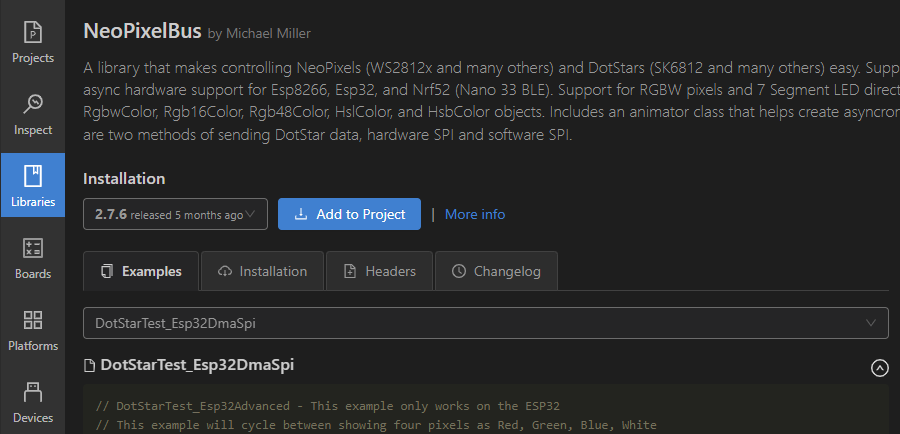 Projects
Inspect
Libraries
Boards
Platforms
Devices
NeoPixelBus by Michael Miller
A library that makes controlling NeoPixels (WS2812x and many others) and DotStars (SK6812 and many others) easy. Supp
async hardware support for Esp8266, Esp32, and Nrf52 (Nano 33 BLE). Support for RGBW pixels and 7 Segment LED direct
RgbwColor, Rgb16Color, Rgb48Color, HslColor, and HsbColor objects. Includes an animator class that helps create asyncron
are two methods of sending DotStar data, hardware SPI and software SPI.
Installation
2.7.6 released 5 months ago
Add to Project | More info
Examples Installation Headers Changelog
DotStarTest_Esp32DmaSpi
DotStarTest_Esp32DmaSpi
// DotStarTest_Esp32Advanced - This example only works on the ESP32
// This example will cycle between showing four pixels as Red, Green, Blue, White